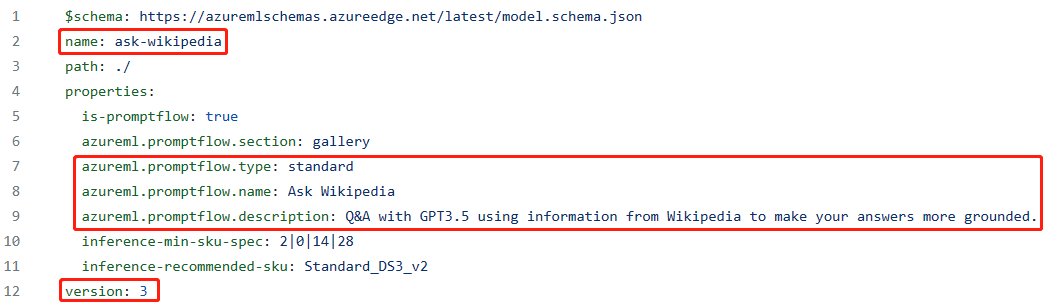 1 $schema: https://azuremlschemas.azureedge.net/latest/model.schema.json
2 name: ask-wikipedia
3 path: ./
4 properties:
5 is-promptflow: true
6 azureml.promptflow.section: gallery
7 azureml.promptflow.type: standard
8 azureml.promptflow.name: Ask Wikipedia
9 azureml.promptflow.description: Q&A with GPT3.5 using information from Wikipedia to make your answers more grounded.
10 inference-min-sku-spec: 2|0|14|28
11 inference-recommended-sku: Standard_DS3_v2
12 version: 3